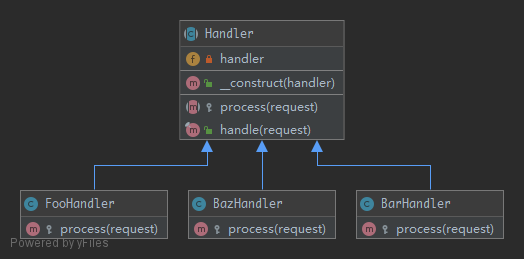 Handler
handler
__construct(handler)
process(request)
handle(request)
FooHandler
process(request)
BazHandler
process(request)
BarHandler
process(request)
Powered by yFiles